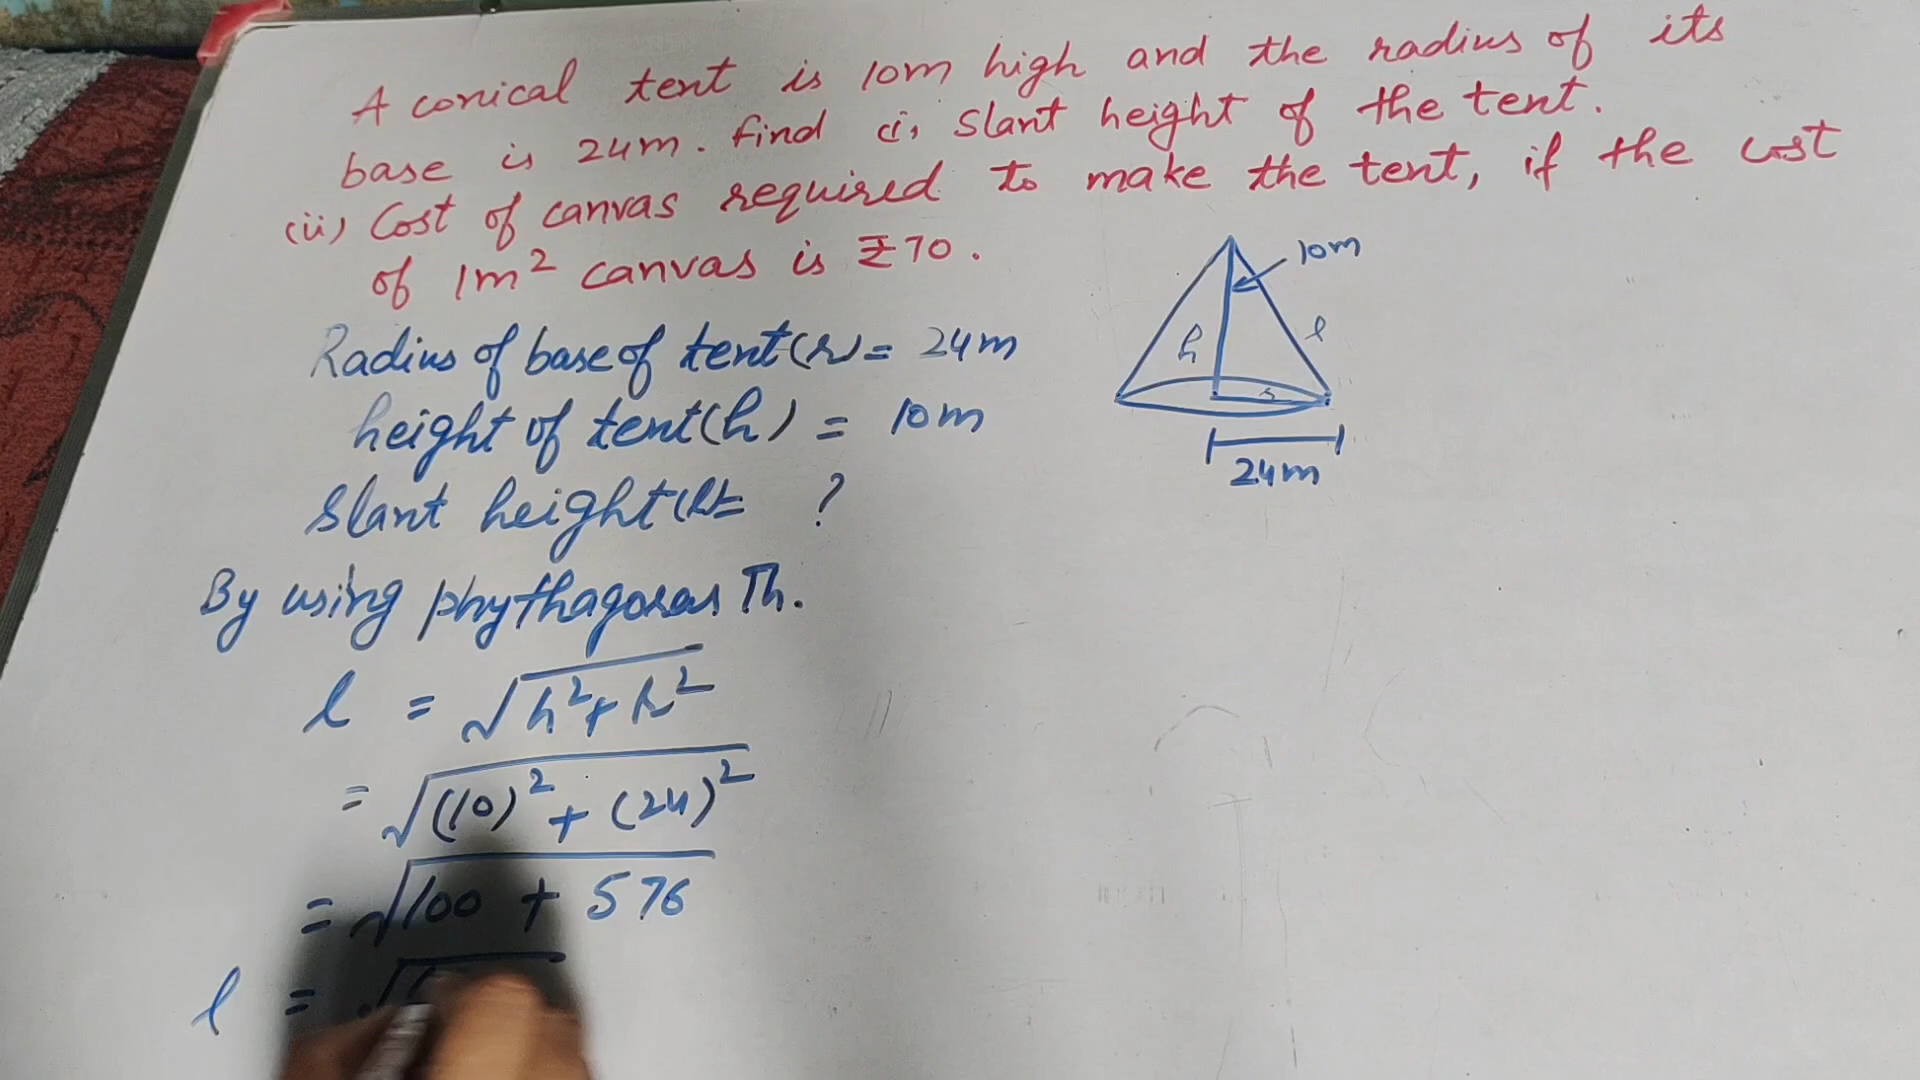 A conical tent is 10m high and the radius of its
base is 24m. Find (i) Slant height of the tent.
(ii) Cost of canvas required to make the tent, if the cost
of 1m² canvas is ₹70.
10m
h
l
r
24m
Radius of base of tent(r)= 24m
height of tent(h) = 10m
Slant height(l)= ?
By using phythagoras Th.
l = √h²+r²
= √(10)² + (24)²
= √100 + 576
l = √